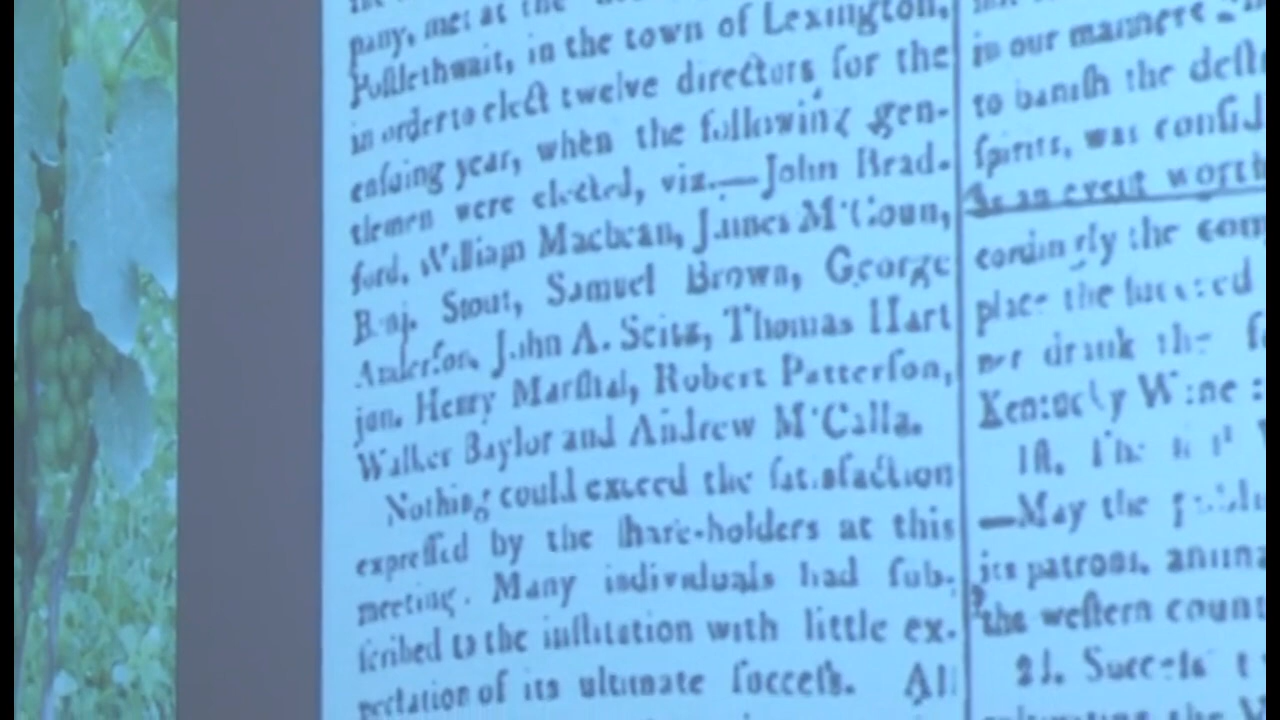 pany, met at the
Poſtlethwait, in the town of Lexington,
in order to elect twelve directors for the
enſuing year, when the following gen-
tlemen were elected, viz.—John Brad-
ford, William Macbean, James M'Coun,
Benj. Stout, Samuel Brown, George
Anderſon, John A. Seitz, Thomas Hart
jun. Henry Marſhal, Robert Patterſon,
Walker Baylor and Andrew M'Calla.
Nothing could exceed the ſatisfaction
expreſſed by the ſhare-holders at this
meeting. Many individuals had ſub-
ſcribed to the inſtitution with little ex-
pectation of its ultimate ſucceſs. All
in our manners
to baniſh the deſt
ſpirits, was conſid
as an event worth
cordingly the com
place the ſucceed
ner drank the
Kentucky Wine:
1ſt. The
—May the
its patrons, anima
the weſtern count
2d. Succeſs t